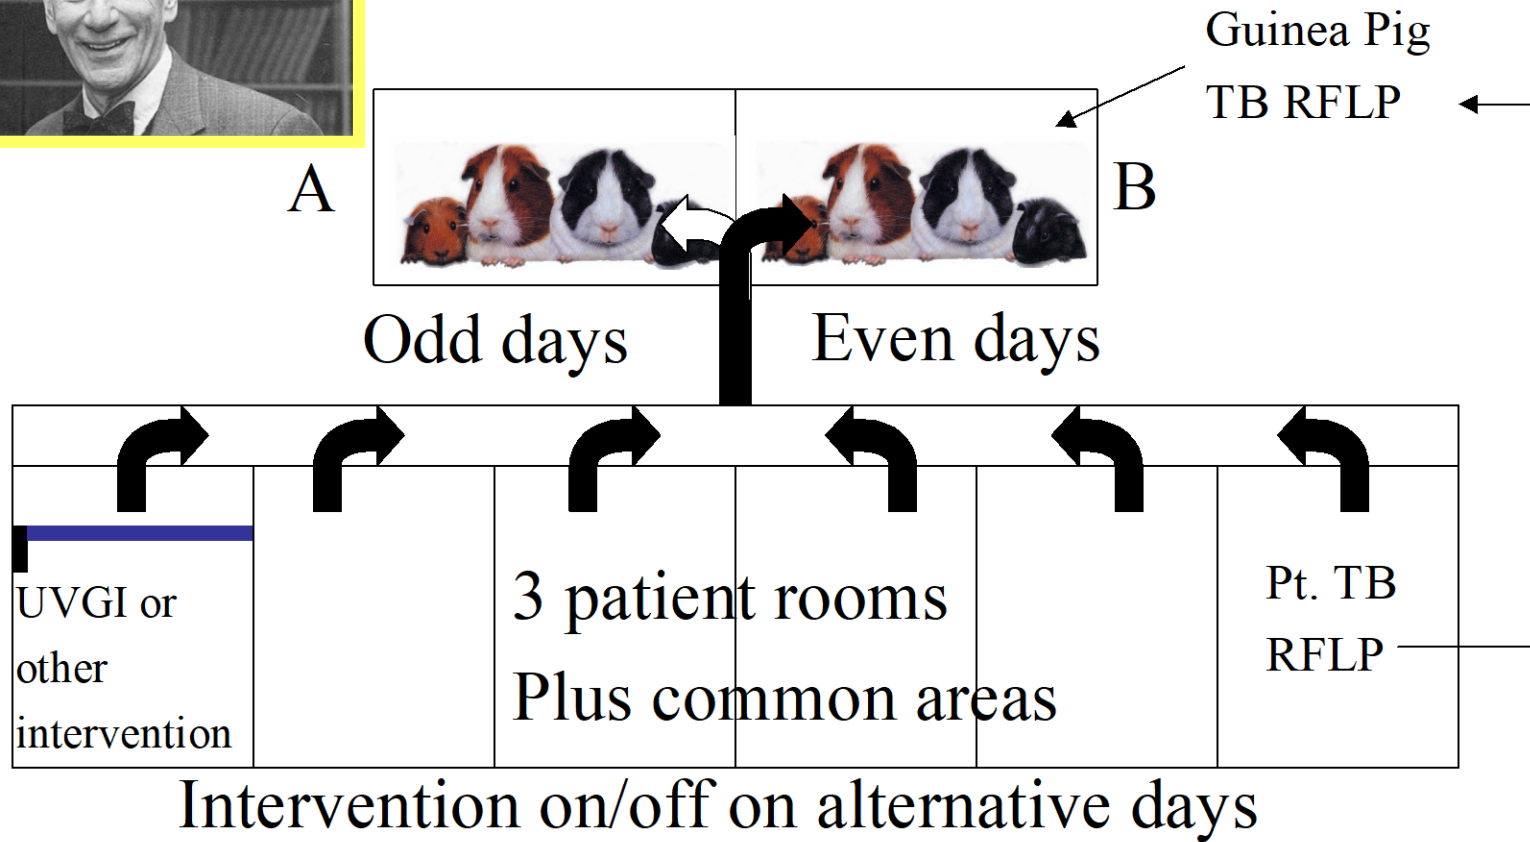 Guinea Pig
TB RFLP
A
B
Odd days
Even days
UVGI or
other
intervention
3 patient rooms
Plus common areas
Pt. TB
RFLP
Intervention on/off on alternative days